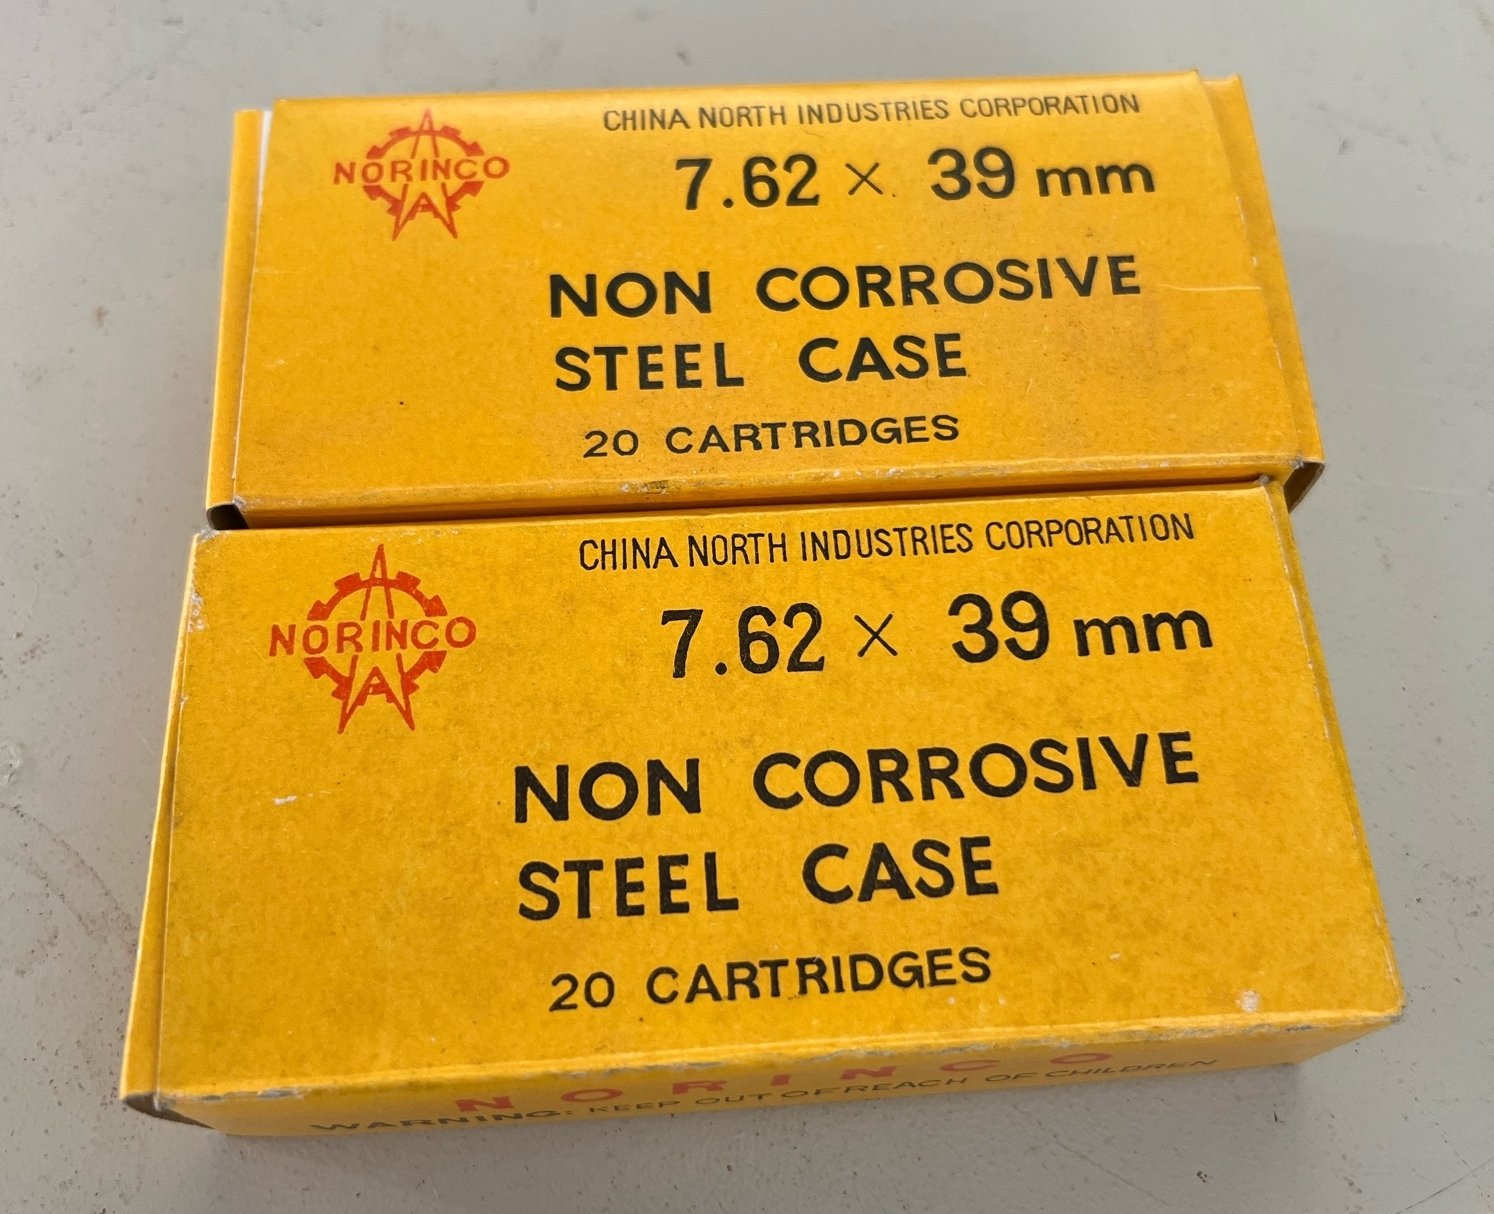 CHINA NORTH INDUSTRIES CORPORATION
NORINCO
7.62 × 39 mm
NON CORROSIVE
STEEL CASE
20 CARTRIDGES
CHINA NORTH INDUSTRIES CORPORATION
NORINCO
7.62 × 39 mm
NON CORROSIVE
STEEL CASE
20 CARTRIDGES
NORINCO
WARNING: KEEP OUT OF REACH OF CHILDREN